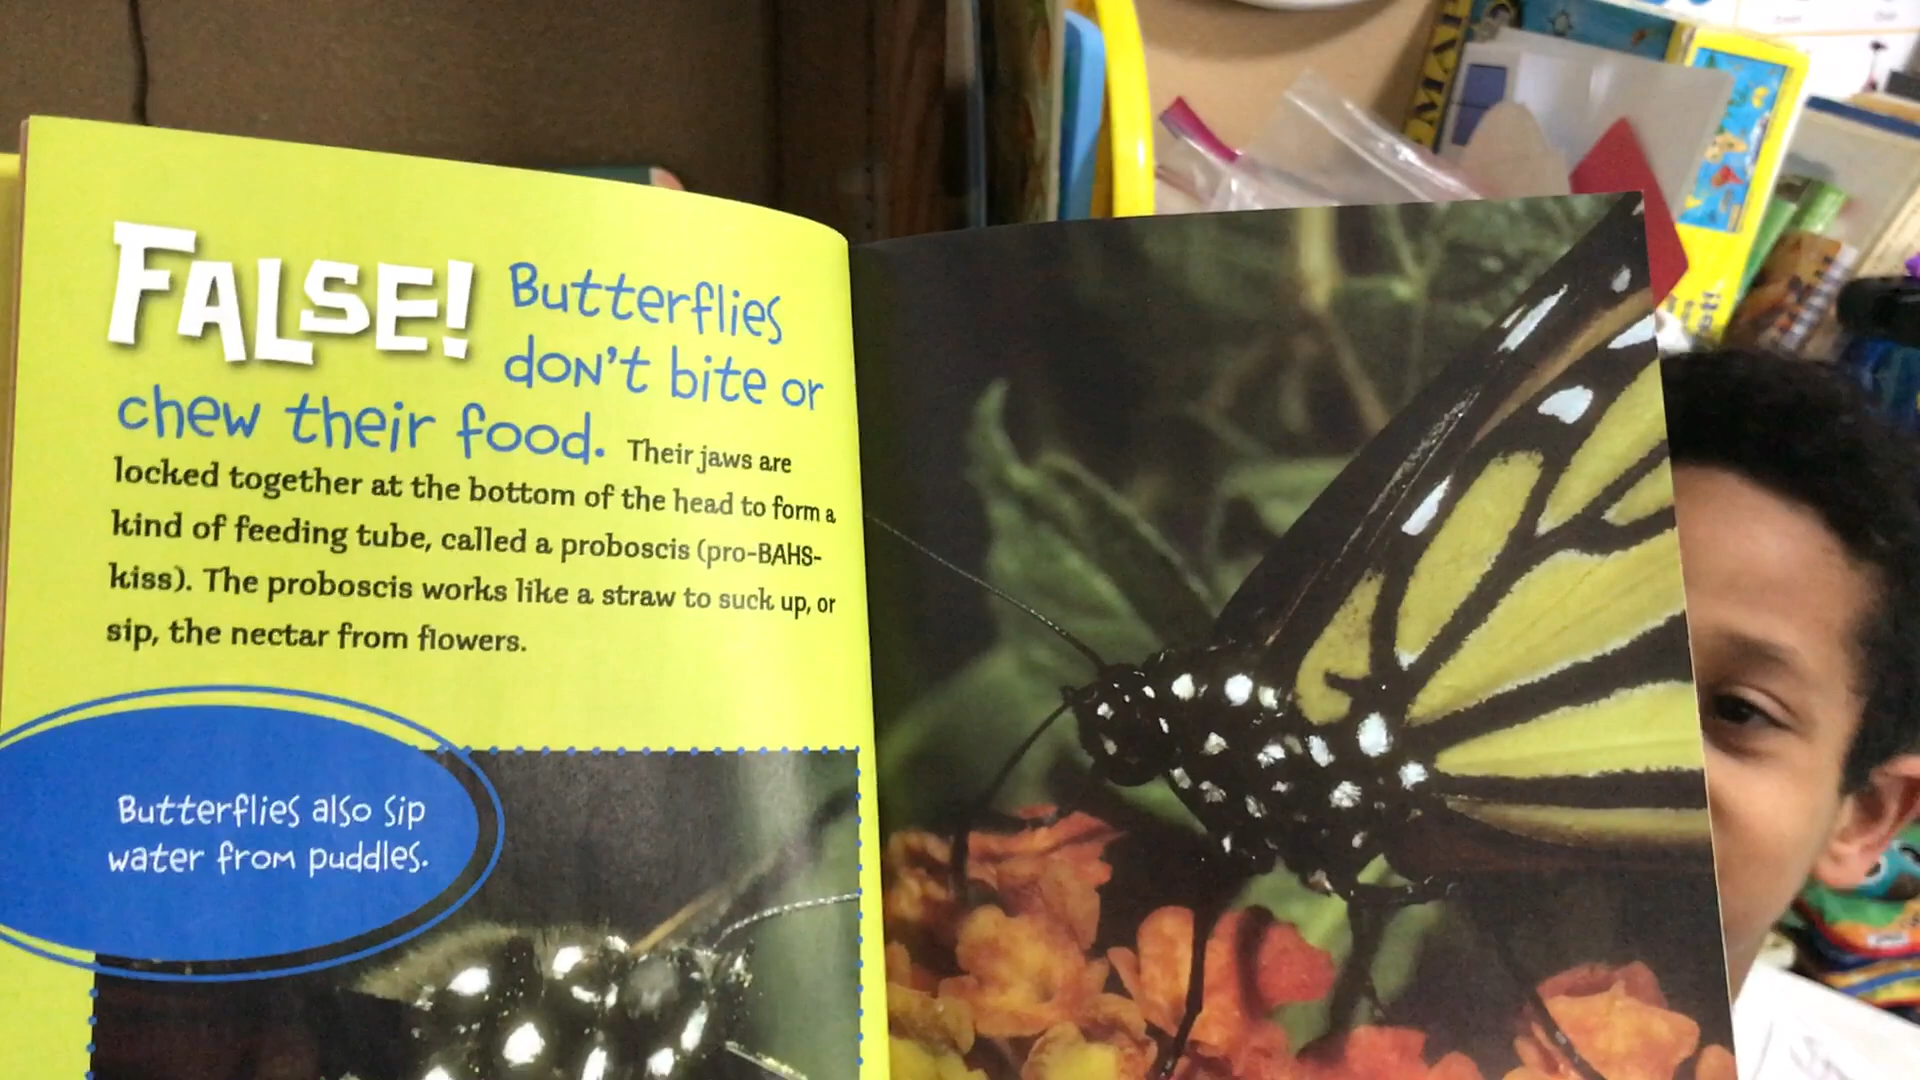 FALSE! Butterflies
don't bite or
chew their food. Their jaws are
locked together at the bottom of the head to form a
kind of feeding tube, called a proboscis (pro-BAHS-
kiss). The proboscis works like a straw to suck up, or
sip, the nectar from flowers.
Butterflies also sip
water from puddles.